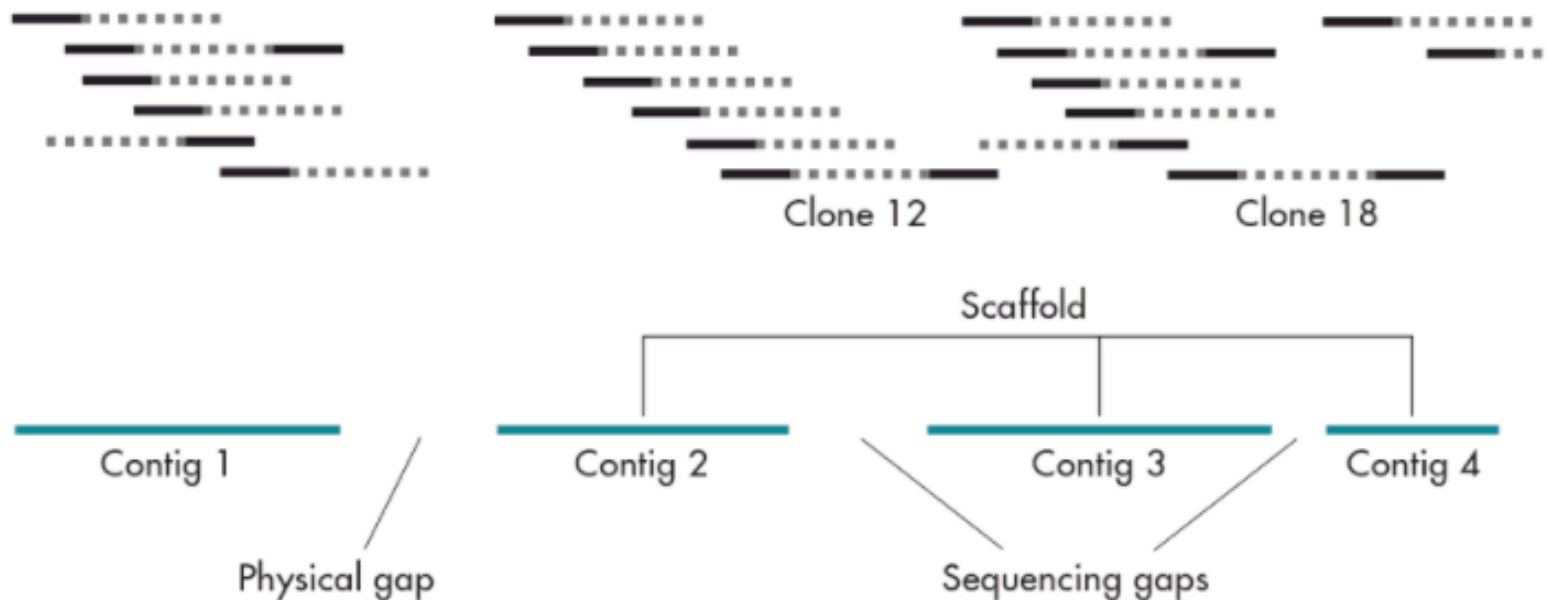 Clone 12
Clone 18
Scaffold
Contig 1
Contig 2
Contig 3
Contig 4
Physical gap
Sequencing gaps